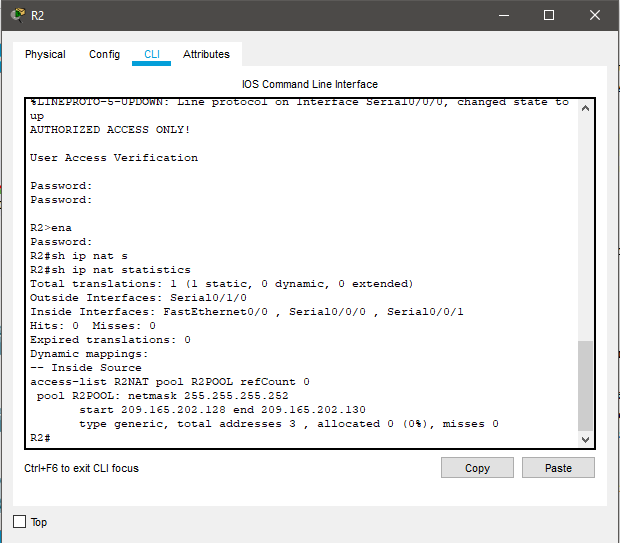 R2
Physical Config CLI Attributes
IOS Command Line Interface
%LINEPROTO-5-UPDOWN: Line protocol on Interface Serial0/0/0, changed state to
up
AUTHORIZED ACCESS ONLY!
User Access Verification
Password:
Password:
R2>ena
Password:
R2#sh ip nat s
R2#sh ip nat statistics
Total translations: 1 (1 static, 0 dynamic, 0 extended)
Outside Interfaces: Serial0/1/0
Inside Interfaces: FastEthernet0/0 , Serial0/0/0 , Serial0/0/1
Hits: 0 Misses: 0
Expired translations: 0
Dynamic mappings:
-- Inside Source
access-list R2NAT pool R2POOL refCount 0
pool R2POOL: netmask 255.255.255.252
start 209.165.202.128 end 209.165.202.130
type generic, total addresses 3 , allocated 0 (0%), misses 0
R2#
Ctrl+F6 to exit CLI focus
Copy Paste
Top